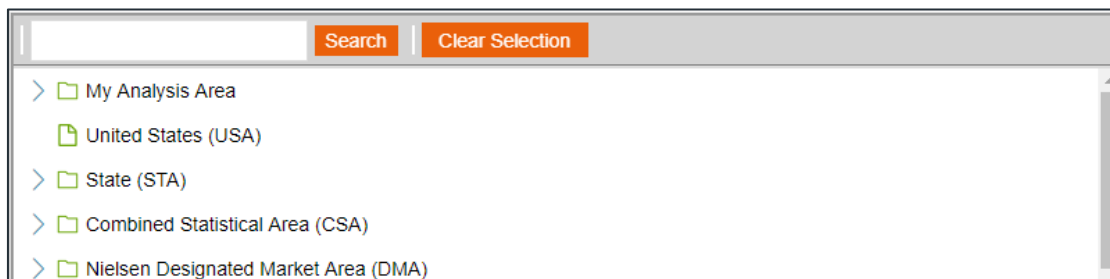 Search Clear Selection
My Analysis Area
United States (USA)
State (STA)
Combined Statistical Area (CSA)
Nielsen Designated Market Area (DMA)